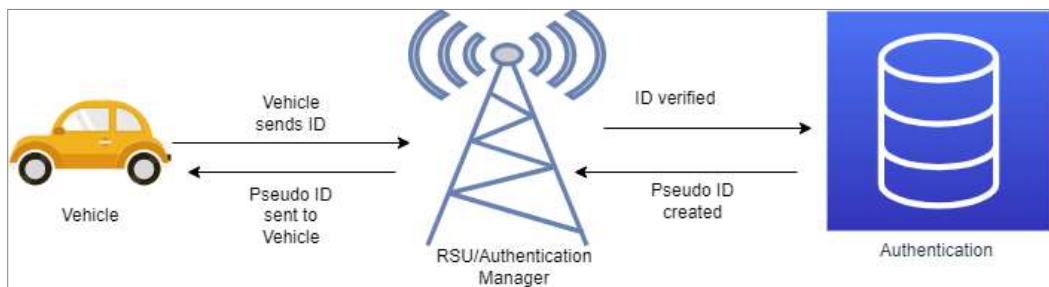 Vehicle
sends ID
ID verified
Pseudo ID
sent to
Vehicle
Pseudo ID
created
Vehicle
RSU/Authentication
Manager
Authentication